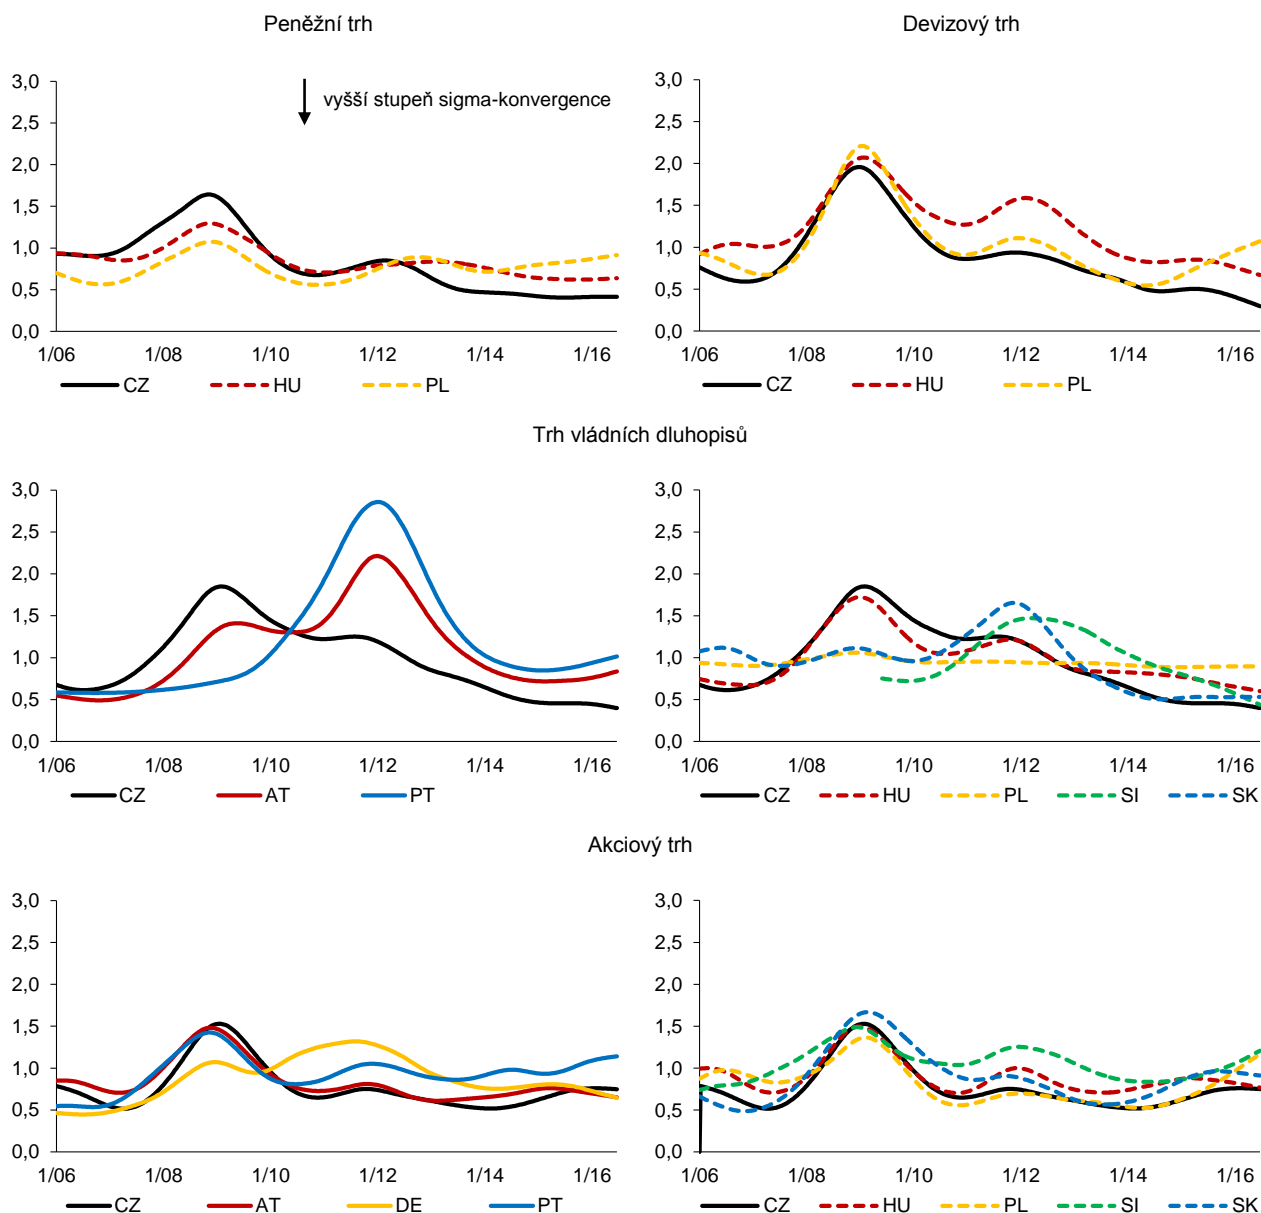 Peněžní trh
3,0
2,5
2,0
1,5
1,0
0,5
0,0
vyšší stupeň sigma-konvergence
1/06 1/08 1/10 1/12 1/14 1/16
CZ HU PL
Devizový trh
3,0
2,5
2,0
1,5
1,0
0,5
0,0
1/06 1/08 1/10 1/12 1/14 1/16
CZ HU PL
Trh vládních dluhopisů
3,0
2,5
2,0
1,5
1,0
0,5
0,0
1/06 1/08 1/10 1/12 1/14 1/16
CZ AT PT
3,0
2,5
2,0
1,5
1,0
0,5
0,0
1/06 1/08 1/10 1/12 1/14 1/16
CZ HU PL SI SK
Akciový trh
3,0
2,5
2,0
1,5
1,0
0,5
0,0
1/06 1/08 1/10 1/12 1/14 1/16
CZ AT DE PT
3,0
2,5
2,0
1,5
1,0
0,5
0,0
1/06 1/08 1/10 1/12 1/14 1/16
CZ HU PL SI SK